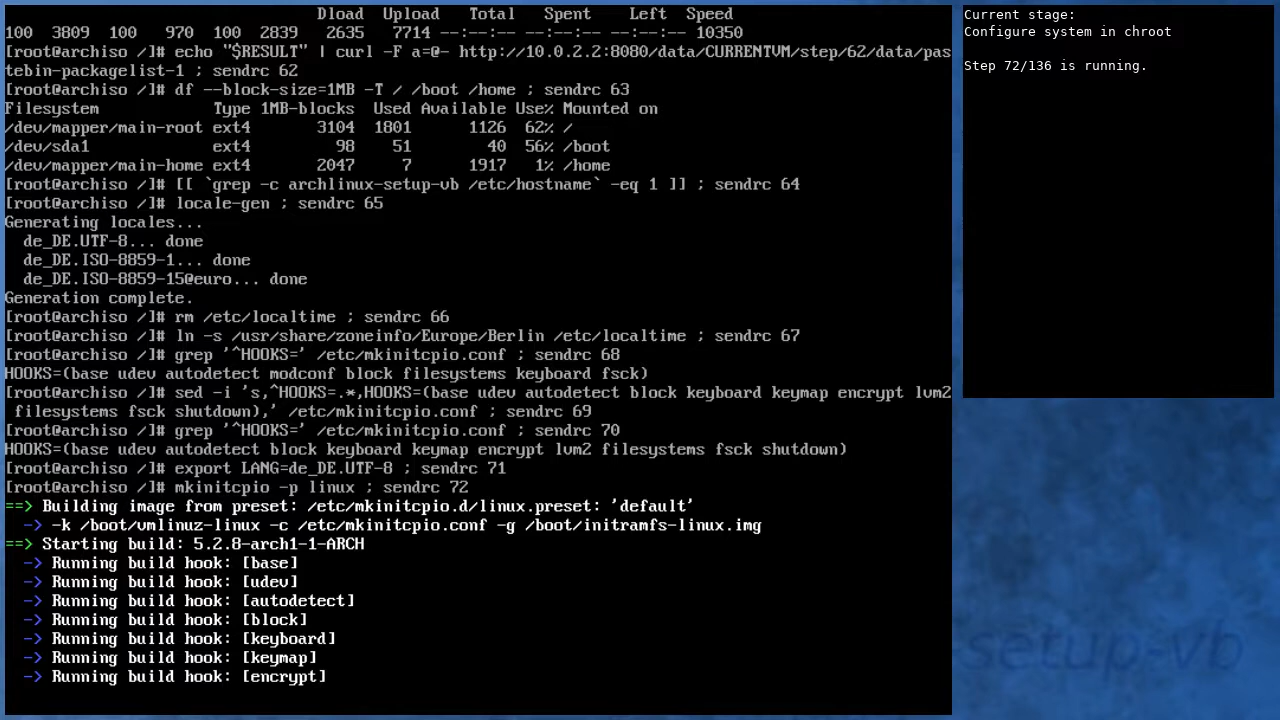 Dload  Upload   Total   Spent    Left  Speed
100  3809  100   970  100  2839   2635   7714 --:--:-- --:--:-- --:--:-- 10350
[root@archiso /]# echo "$RESULT" | curl -F a=@- http://10.0.2.2:8080/data/CURRENTVM/step/62/data/pas
tebin-packagelist-1 ; sendrc 62
[root@archiso /]# df --block-size=1MB -T / /boot /home ; sendrc 63
Filesystem            Type 1MB-blocks  Used Available Use% Mounted on
/dev/mapper/main-root ext4       3104  1801      1126  62% /
/dev/sda1             ext4         98    51        40  56% /boot
/dev/mapper/main-home ext4       2047     7      1917   1% /home
[root@archiso /]# [[ `grep -c archlinux-setup-vb /etc/hostname` -eq 1 ]] ; sendrc 64
[root@archiso /]# locale-gen ; sendrc 65
Generating locales...
  de_DE.UTF-8... done
  de_DE.ISO-8859-1... done
  de_DE.ISO-8859-15@euro... done
Generation complete.
[root@archiso /]# rm /etc/localtime ; sendrc 66
[root@archiso /]# ln -s /usr/share/zoneinfo/Europe/Berlin /etc/localtime ; sendrc 67
[root@archiso /]# grep '^HOOKS=' /etc/mkinitcpio.conf ; sendrc 68
HOOKS=(base udev autodetect modconf block filesystems keyboard fsck)
[root@archiso /]# sed -i 's,^HOOKS=.*,HOOKS=(base udev autodetect block keyboard keymap encrypt lvm2
 filesystems fsck shutdown),' /etc/mkinitcpio.conf ; sendrc 69
[root@archiso /]# grep '^HOOKS=' /etc/mkinitcpio.conf ; sendrc 70
HOOKS=(base udev autodetect block keyboard keymap encrypt lvm2 filesystems fsck shutdown)
[root@archiso /]# export LANG=de_DE.UTF-8 ; sendrc 71
[root@archiso /]# mkinitcpio -p linux ; sendrc 72
==> Building image from preset: /etc/mkinitcpio.d/linux.preset: 'default'
  -> -k /boot/vmlinuz-linux -c /etc/mkinitcpio.conf -g /boot/initramfs-linux.img
==> Starting build: 5.2.8-arch1-1-ARCH
  -> Running build hook: [base]
  -> Running build hook: [udev]
  -> Running build hook: [autodetect]
  -> Running build hook: [block]
  -> Running build hook: [keyboard]
  -> Running build hook: [keymap]
  -> Running build hook: [encrypt]
Current stage:
Configure system in chroot
Step 72/136 is running.
setup-vb